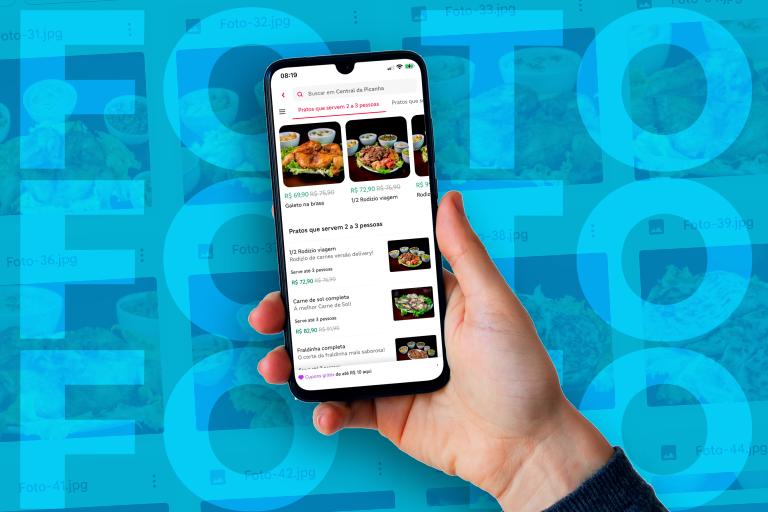 FOTO
FOTO
FOTO
Foto-31.jpg
Foto-32.jpg
Foto-33.jpg
Foto-36.jpg
Foto-39.jpg
Foto-41.jpg
Foto-42.jpg
Foto-44.jpg
08:19
Buscar em Central da Picanha
Pratos que servem 2 a 3 pessoas
Pratos que s
R$ 69,90 R$ 75,90
Galeto na brasa
R$ 72,90 R$ 76,90
1/2 Rodízio viagem
R$ 9
Rodíz
Pratos que servem 2 a 3 pessoas
1/2 Rodízio viagem
Rodízio de carnes versão delivery!
Serve até 3 pessoas
R$ 72,90 R$ 76,90
Carne de sol completa
A melhor Carne de Sol!
Serve até 3 pessoas
R$ 82,90 R$ 91,90
Fraldinha completa
O corte da fraldinha mais saborosa!
Cupons grátis de até R$ 10 aqui